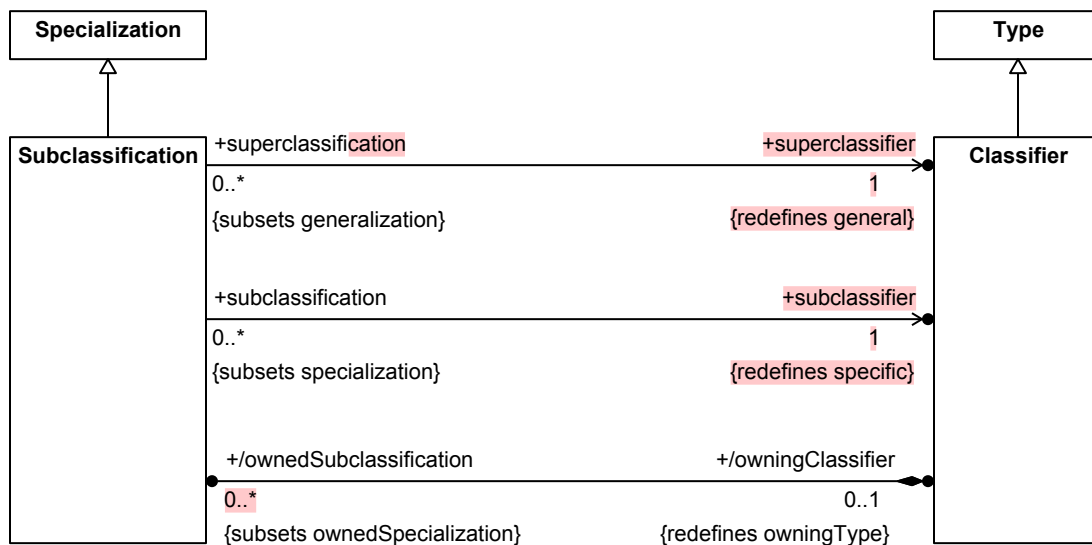 Specialization
Type
Subclassification
Classifier
+superclassification
+superclassifier
0..*
1
{subsets generalization}
{redefines general}
+subclassification
+subclassifier
0..*
1
{subsets specialization}
{redefines specific}
+/ownedSubclassification
+/owningClassifier
0..*
0..1
{subsets ownedSpecialization}
{redefines owningType}